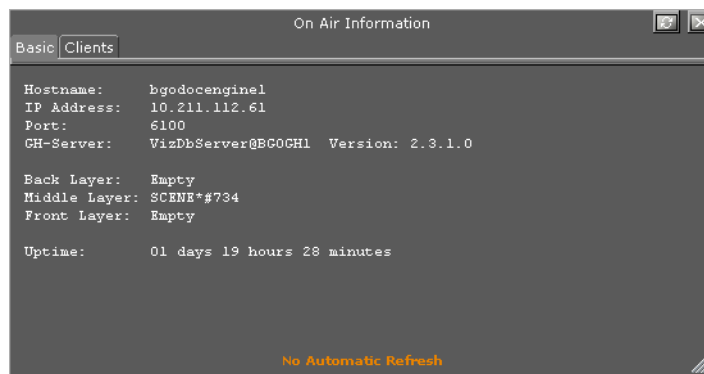 On Air Information
Basic Clients
Hostname: bgodocengine1
IP Address: 10.211.112.61
Port: 6100
GH-Server: VizDbServer@BGOGH1 Version: 2.3.1.0
Back Layer: Empty
Middle Layer: SCENE*#734
Front Layer: Empty
Uptime: 01 days 19 hours 28 minutes
No Automatic Refresh